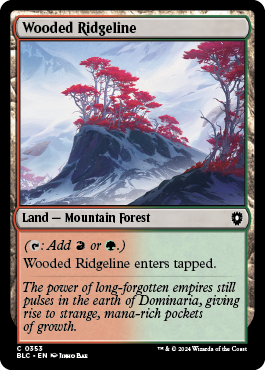 Wooded Ridgeline
Land — Mountain Forest
(: Add or .)
Wooded Ridgeline enters tapped.
The power of long-forgotten empires still
pulses in the earth of Dominaria, giving
rise to strange, mana-rich pockets
of growth.
C 0353
BLC • EN Jinho Bae
™ & © 2024 Wizards of the Coast